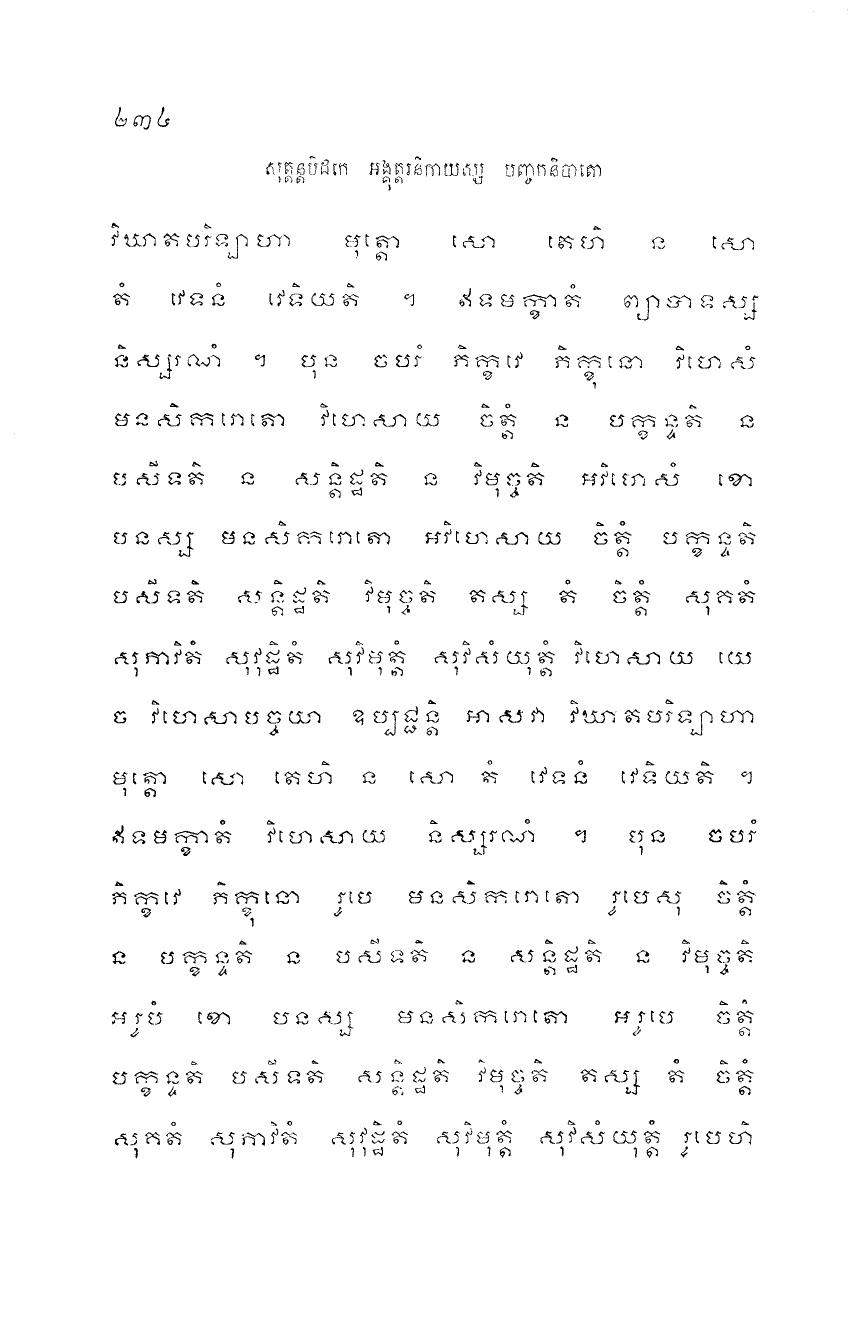 ២៣៤
សុត្តន្តបិដកេ អង្គុត្តរនិកាយស្ស បញ្ចកនិបាតោ
វិឃាតបរិឡាហា មុត្តោ សោ តេហិ ន សោ
តំ វេទនំ វេទិយតិ ។ ឥទមក្ខាតំ ព្យាបាទស្ស
និស្សរណំ ។ បុន ចបរំ ភិក្ខវេ ភិក្ខុនោ វិហេសំ
មនសិករោតោ វិហេសាយ ចិត្តំ ន បក្ខន្ទតិ ន
បសីទតិ ន សន្តិដ្ឋតិ ន វិមុច្ចតិ អវិហេសំ ខោ
បនស្ស មនសិករោតោ អវិហេសាយ ចិត្តំ បក្ខន្ទតិ
បសីទតិ សន្តិដ្ឋតិ វិមុច្ចតិ តស្ស តំ ចិត្តំ សុកតំ
សុភាវិតំ សុវុដ្ឋិតំ សុវិមុត្តំ សុវិសំយុត្តំ វិហេសាយ យេ
ច វិហេសាបច្ចយា ឧប្បជ្ជន្តិ អាសវា វិឃាតបរិឡាហា
មុត្តោ សោ តេហិ ន សោ តំ វេទនំ វេទិយតិ ។
ឥទមក្ខាតំ វិហេសាយ និស្សរណំ ។ បុន ចបរំ
ភិក្ខវេ ភិក្ខុនោ រូបេ មនសិករោតោ រូបេសុ ចិត្តំ
ន បក្ខន្ទតិ ន បសីទតិ ន សន្តិដ្ឋតិ ន វិមុច្ចតិ
អរូបំ ខោ បនស្ស មនសិករោតោ អរូបេ ចិត្តំ
បក្ខន្ទតិ បសីទតិ សន្តិដ្ឋតិ វិមុច្ចតិ តស្ស តំ ចិត្តំ
សុកតំ សុភាវិតំ សុវុដ្ឋិតំ សុវិមុត្តំ សុវិសំយុត្តំ រូបេហិ